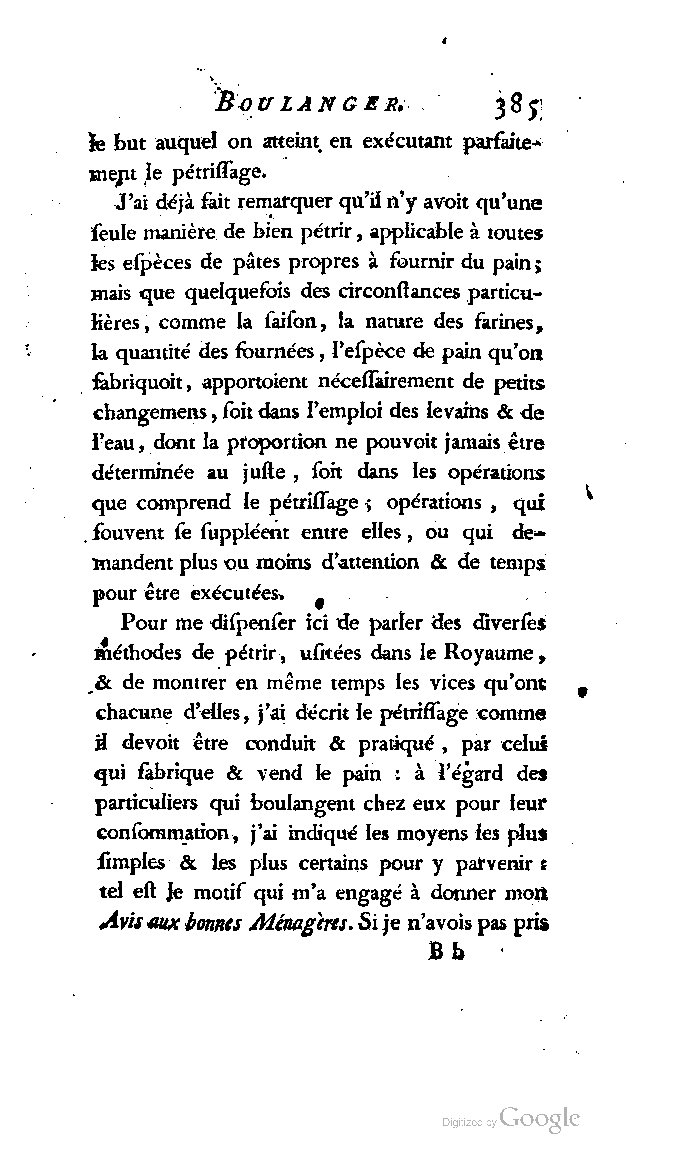 BOULANGER. 385
le but auquel on atteint en exécutant parfaite-
ment le pétriſſage.
J'ai déjà fait remarquer qu'il n'y avoit qu'une
ſeule manière de bien pétrir, applicable à toutes
les eſpèces de pâtes propres à fournir du pain;
mais que quelquefois des circonſtances particu-
lières, comme la ſaiſon, la nature des farines,
la quantité des fournées, l'eſpèce de pain qu'on
fabriquoit, apportoient néceſſairement de petits
changemens, ſoit dans l'emploi des levains & de
l'eau, dont la proportion ne pouvoit jamais être
déterminée au juſte, ſoit dans les opérations
que comprend le pétriſſage; opérations, qui
ſouvent ſe ſuppléent entre elles, ou qui de-
mandent plus ou moins d'attention & de temps
pour être exécutées.
Pour me diſpenſer ici de parler des diverſes
méthodes de pétrir, uſitées dans le Royaume,
& de montrer en même temps les vices qu'ont
chacune d'elles, j'ai décrit le pétriſſage comme
il devoit être conduit & pratiqué, par celui
qui fabrique & vend le pain : à l'égard des
particuliers qui boulangent chez eux pour leur
conſommation, j'ai indiqué les moyens les plus
ſimples & les plus certains pour y parvenir :
tel eſt le motif qui m'a engagé à donner mon
Avis aux bonnes Ménagères. Si je n'avois pas pris
B b
Digitized by Google